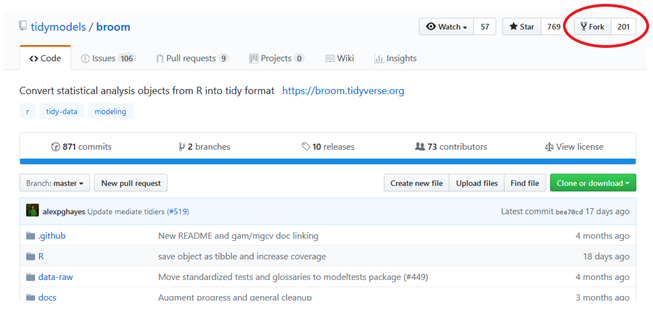 tidymodels / broom Watch 57 Star 769 Fork 201
Code Issues 106 Pull requests 9 Projects 0 Wiki Insights
Convert statistical analysis objects from R into tidy format https://broom.tidyverse.org
r tidy-data modeling
871 commits 2 branches 10 releases 73 contributors View license
Branch: master New pull request Create new file Upload files Find file Clone or download
alexpghayes Update mediate tidiers (#519) Latest commit bea70cd 17 days ago
.github New README and gam/mgcv doc linking 4 months ago
R save object as tibble and increase coverage 18 days ago
data-raw Move standardized tests and glossaries to modeltests package (#449) 4 months ago
docs Augment progress and general cleanup 3 months ago